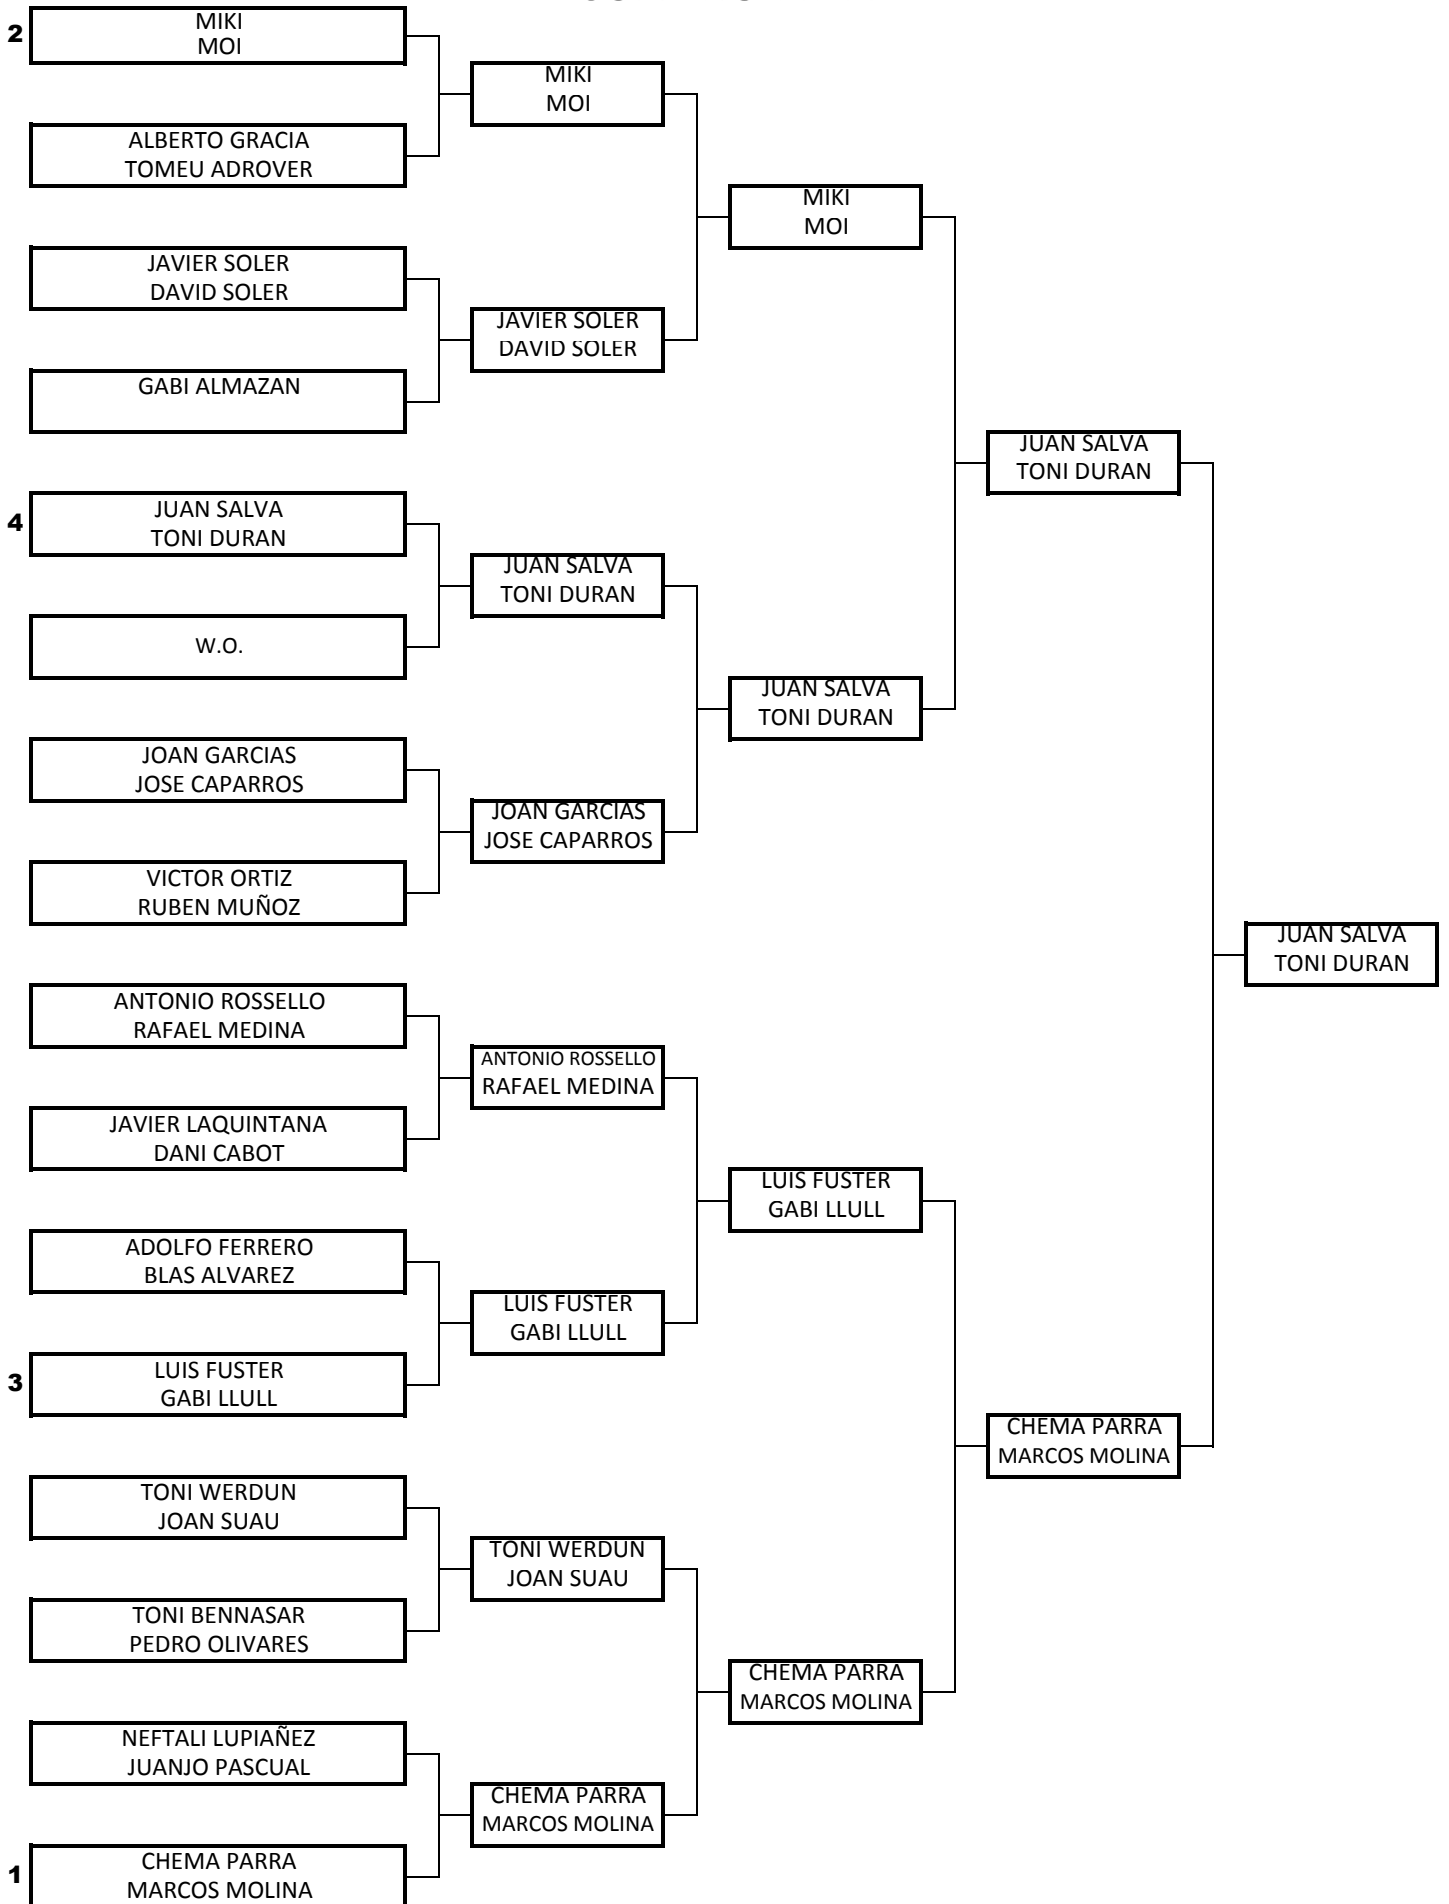 2
MIKI
MOI
ALBERTO GRACIA
TOMEU ADROVER
JAVIER SOLER
DAVID SOLER
GABI ALMAZAN
4
JUAN SALVA
TONI DURAN
W.O.
JOAN GARCIAS
JOSE CAPARROS
VICTOR ORTIZ
RUBEN MUÑOZ
ANTONIO ROSSELLO
RAFAEL MEDINA
JAVIER LAQUINTANA
DANI CABOT
ADOLFO FERRERO
BLAS ALVAREZ
3
LUIS FUSTER
GABI LLULL
TONI WERDUN
JOAN SUAU
TONI BENNASAR
PEDRO OLIVARES
NEFTALI LUPIAÑEZ
JUANJO PASCUAL
1
CHEMA PARRA
MARCOS MOLINA
MIKI
MOI
JAVIER SOLER
DAVID SOLER
JUAN SALVA
TONI DURAN
JOAN GARCIAS
JOSE CAPARROS
ANTONIO ROSSELLO
RAFAEL MEDINA
LUIS FUSTER
GABI LLULL
TONI WERDUN
JOAN SUAU
CHEMA PARRA
MARCOS MOLINA
MIKI
MOI
JUAN SALVA
TONI DURAN
LUIS FUSTER
GABI LLULL
CHEMA PARRA
MARCOS MOLINA
JUAN SALVA
TONI DURAN
CHEMA PARRA
MARCOS MOLINA
JUAN SALVA
TONI DURAN